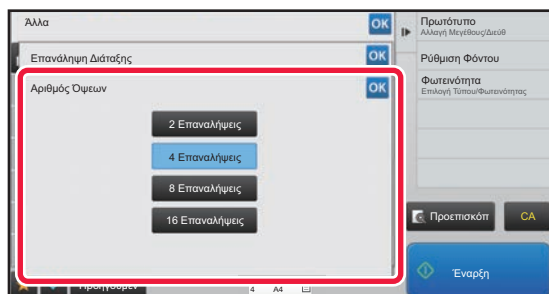 Άλλα
OK
Επανάληψη Διάταξης
OK
Αριθμός Όψεων
OK
2 Επαναλήψεις
4 Επαναλήψεις
8 Επαναλήψεις
16 Επαναλήψεις
4 A4
Πρωτότυπο
Αλλαγή Μεγέθους/Διεύθ
Ρύθμιση Φόντου
Φωτεινότητα
Επιλογή Τύπου/Φωτεινότητας
Προεπισκόπ
CA
Έναρξη